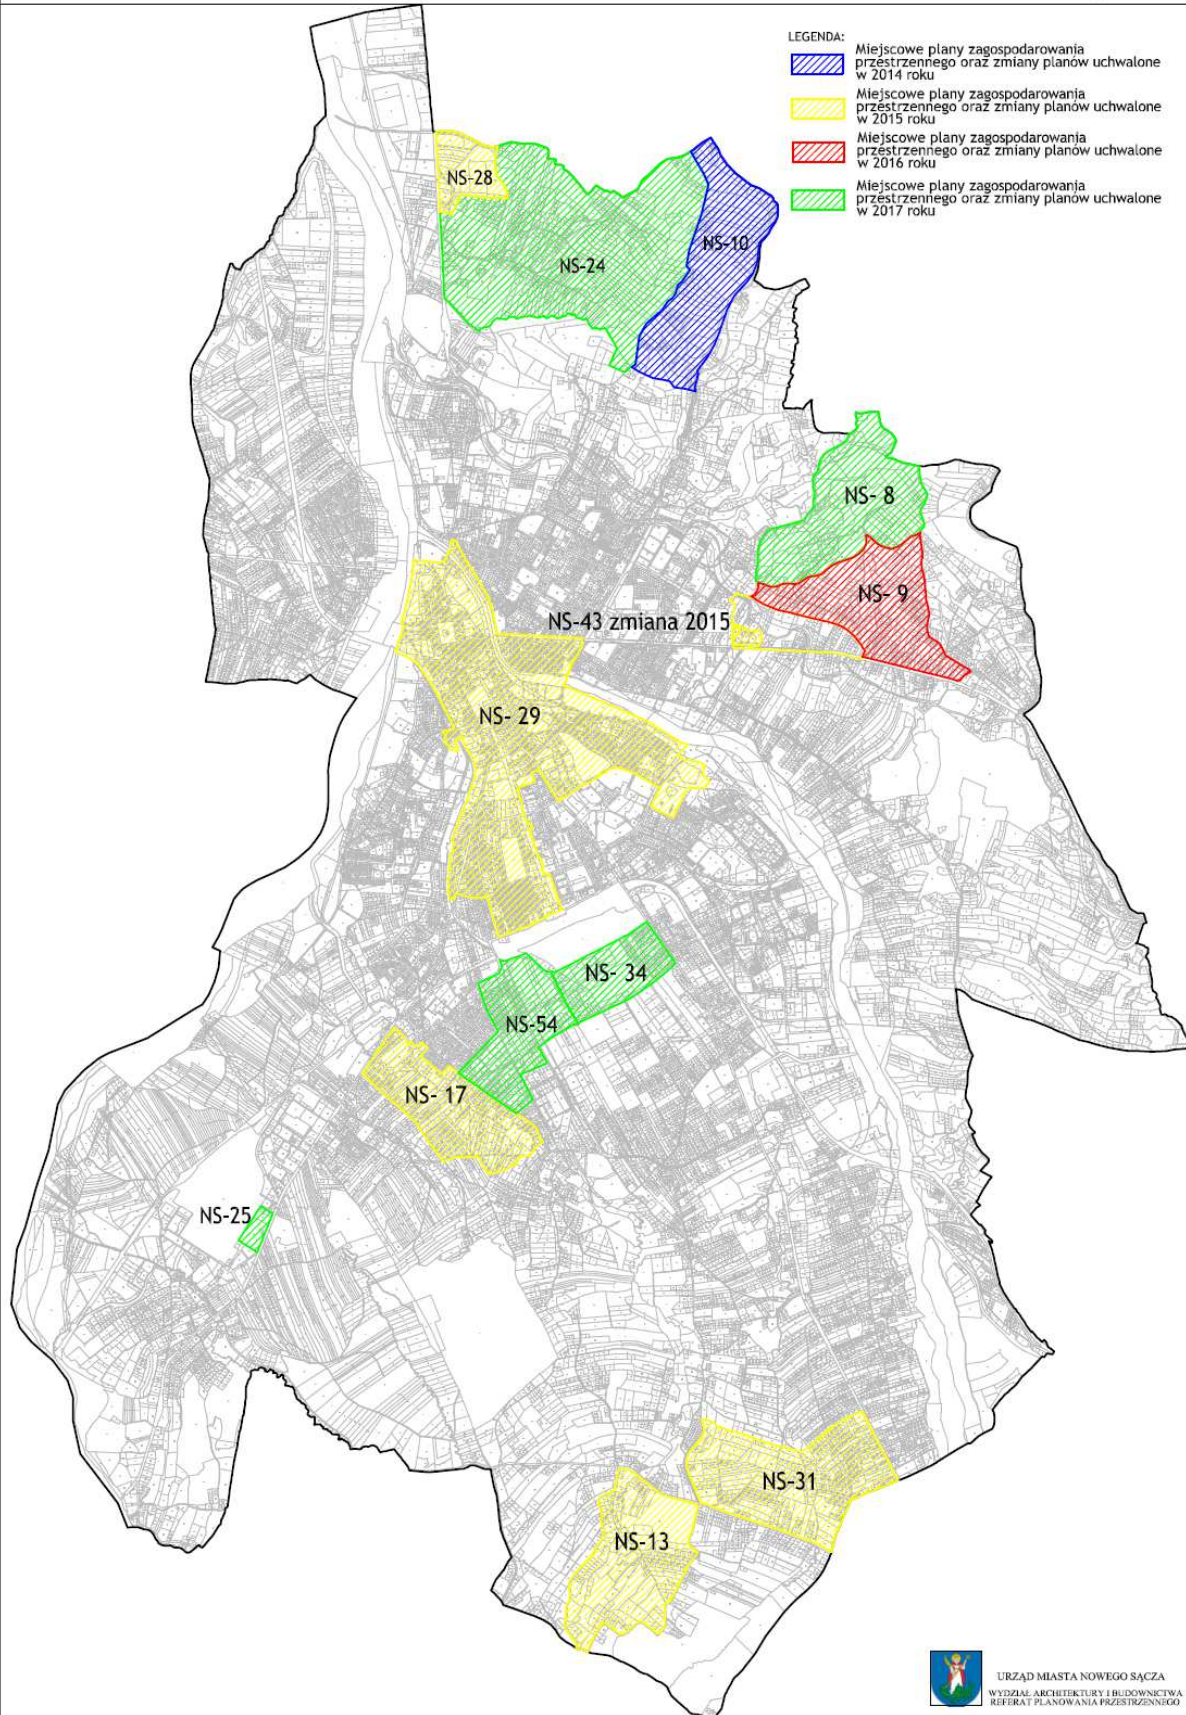 LEGENDA:
Miejscowe plany zagospodarowania
przestrzennego oraz zmiany planów uchwalone
w 2014 roku
Miejscowe plany zagospodarowania
przestrzennego oraz zmiany planów uchwalone
w 2015 roku
Miejscowe plany zagospodarowania
przestrzennego oraz zmiany planów uchwalone
w 2016 roku
Miejscowe plany zagospodarowania
przestrzennego oraz zmiany planów uchwalone
w 2017 roku
NS-28
NS-10
NS-24
NS- 8
NS- 9
NS-43 zmiana 2015
NS- 29
NS- 34
NS-54
NS- 17
NS-25
NS-31
NS-13
URZĄD MIASTA NOWEGO SĄCZA
WYDZIAŁ ARCHITEKTURY I BUDOWNICTWA
REFERAT PLANOWANIA PRZESTRZENNEGO